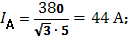 I_A = 380 / (√3 · 5) = 44 A;